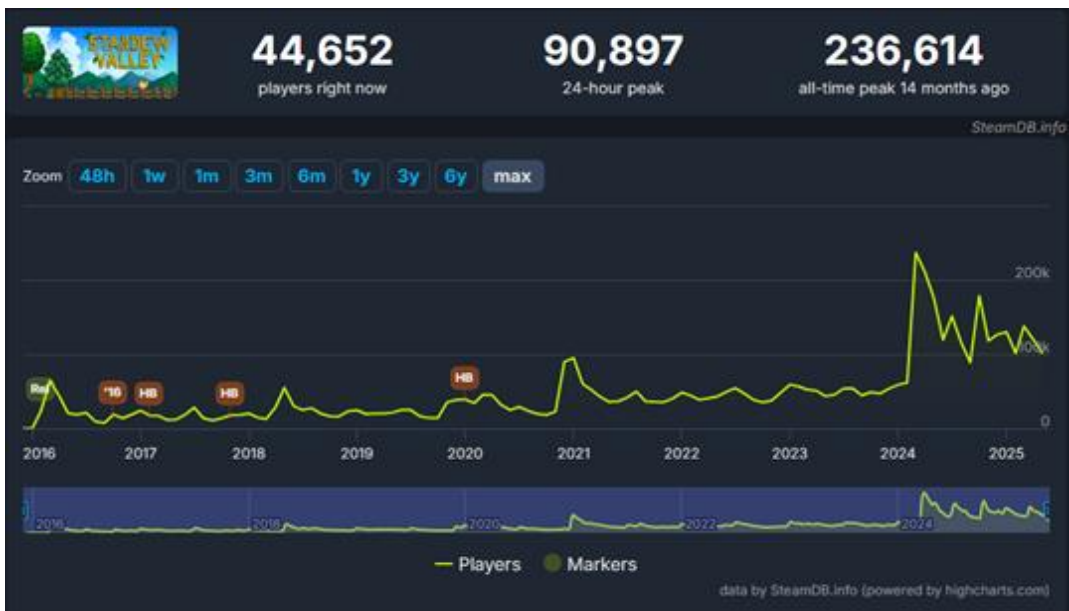 STARDEW
VALLEY
44,652
players right now
90,897
24-hour peak
236,614
all-time peak 14 months ago
SteamDB.info
Zoom 48h 1w 1m 3m 6m 1y 3y 6y max
200k
100k
0
Rel
'16 HB HB HB
2016 2017 2018 2019 2020 2021 2022 2023 2024 2025
2016 2018 2020 2022 2024
Players Markers
data by SteamDB.info (powered by highcharts.com)